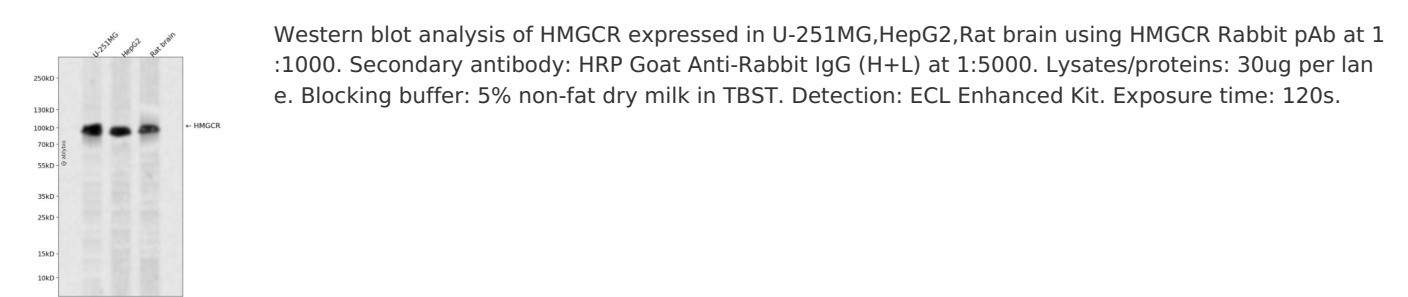 U-251MG
HepG2
Rat brain
250kD
130kD
100kD
70kD
55kD
35kD
25kD
15kD
10kD
← HMGCR
Western blot analysis of HMGCR expressed in U-251MG,HepG2,Rat brain using HMGCR Rabbit pAb at 1
:1000. Secondary antibody: HRP Goat Anti-Rabbit IgG (H+L) at 1:5000. Lysates/proteins: 30ug per lan
e. Blocking buffer: 5% non-fat dry milk in TBST. Detection: ECL Enhanced Kit. Exposure time: 120s.